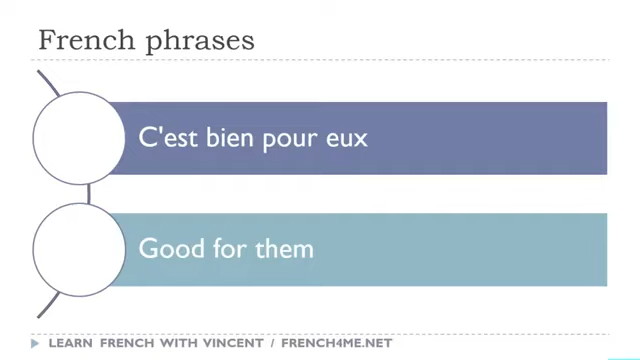 French phrases
C'est bien pour eux
Good for them
LEARN FRENCH WITH VINCENT / FRENCH4ME.NET